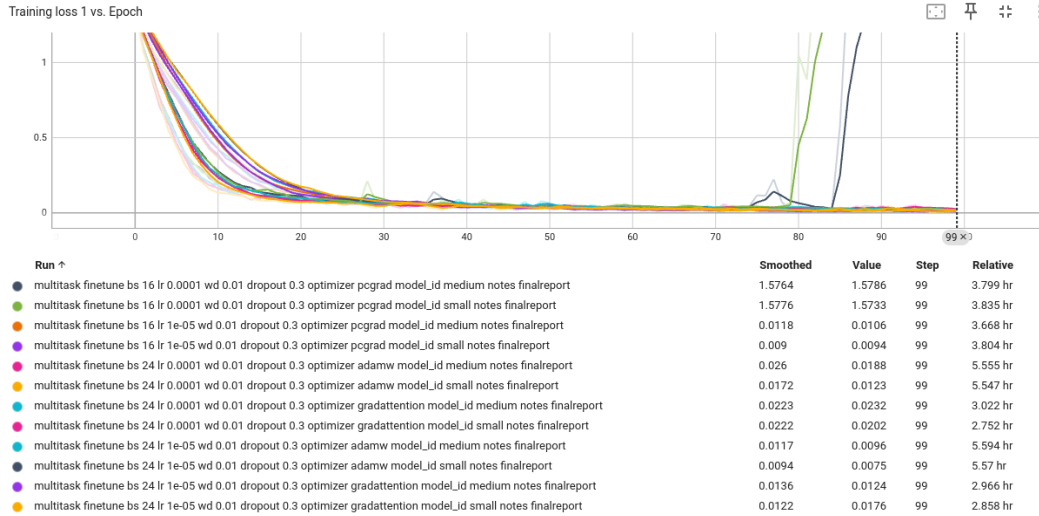 Training loss 1 vs. Epoch
1
0.5
0
0 10 20 30 40 50 60 70 80 90 99 ×
Run ↑ Smoothed Value Step Relative
multitask finetune bs 16 lr 0.0001 wd 0.01 dropout 0.3 optimizer pcgrad model_id medium notes finalreport 1.5764 1.5786 99 3.799 hr
multitask finetune bs 16 lr 0.0001 wd 0.01 dropout 0.3 optimizer pcgrad model_id small notes finalreport 1.5776 1.5733 99 3.835 hr
multitask finetune bs 16 lr 1e-05 wd 0.01 dropout 0.3 optimizer pcgrad model_id medium notes finalreport 0.0118 0.0106 99 3.668 hr
multitask finetune bs 16 lr 1e-05 wd 0.01 dropout 0.3 optimizer pcgrad model_id small notes finalreport 0.009 0.0094 99 3.804 hr
multitask finetune bs 24 lr 0.0001 wd 0.01 dropout 0.3 optimizer adamw model_id medium notes finalreport 0.026 0.0188 99 5.555 hr
multitask finetune bs 24 lr 0.0001 wd 0.01 dropout 0.3 optimizer adamw model_id small notes finalreport 0.0172 0.0123 99 5.547 hr
multitask finetune bs 24 lr 0.0001 wd 0.01 dropout 0.3 optimizer gradattention model_id medium notes finalreport 0.0223 0.0232 99 3.022 hr
multitask finetune bs 24 lr 0.0001 wd 0.01 dropout 0.3 optimizer gradattention model_id small notes finalreport 0.0222 0.0202 99 2.752 hr
multitask finetune bs 24 lr 1e-05 wd 0.01 dropout 0.3 optimizer adamw model_id medium notes finalreport 0.0117 0.0096 99 5.594 hr
multitask finetune bs 24 lr 1e-05 wd 0.01 dropout 0.3 optimizer adamw model_id small notes finalreport 0.0094 0.0075 99 5.57 hr
multitask finetune bs 24 lr 1e-05 wd 0.01 dropout 0.3 optimizer gradattention model_id medium notes finalreport 0.0136 0.0124 99 2.966 hr
multitask finetune bs 24 lr 1e-05 wd 0.01 dropout 0.3 optimizer gradattention model_id small notes finalreport 0.0122 0.0176 99 2.858 hr